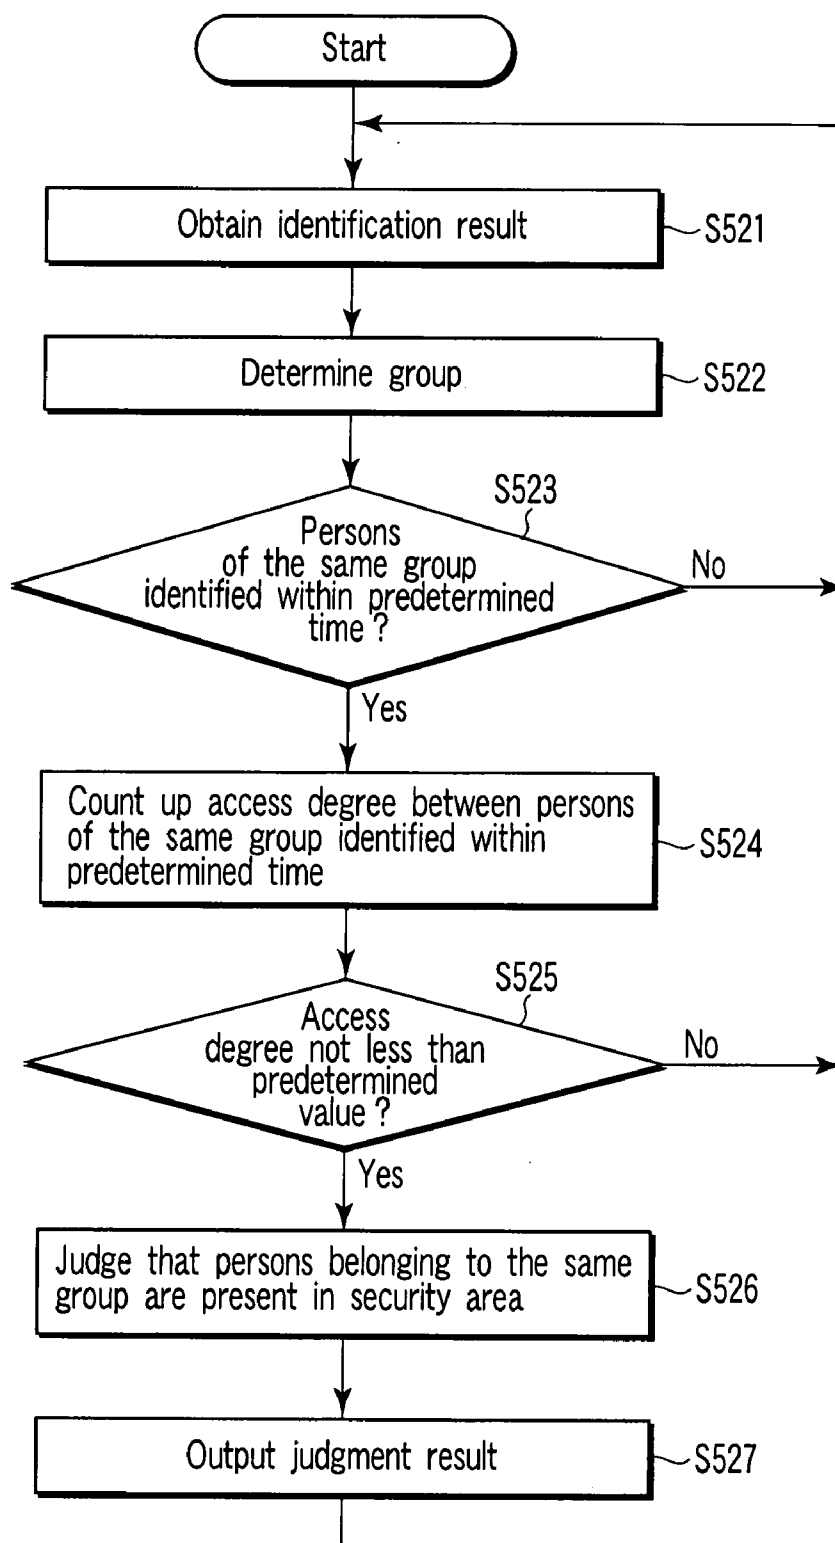 Start
Obtain identification result
S521
Determine group
S522
S523
Persons
of the same group
identified within predetermined
time?
No
Yes
Count up access degree between persons
of the same group identified within
predetermined time
S524
S525
Access
degree not less than
predetermined
value?
No
Yes
Judge that persons belonging to the same
group are present in security area
S526
Output judgment result
S527